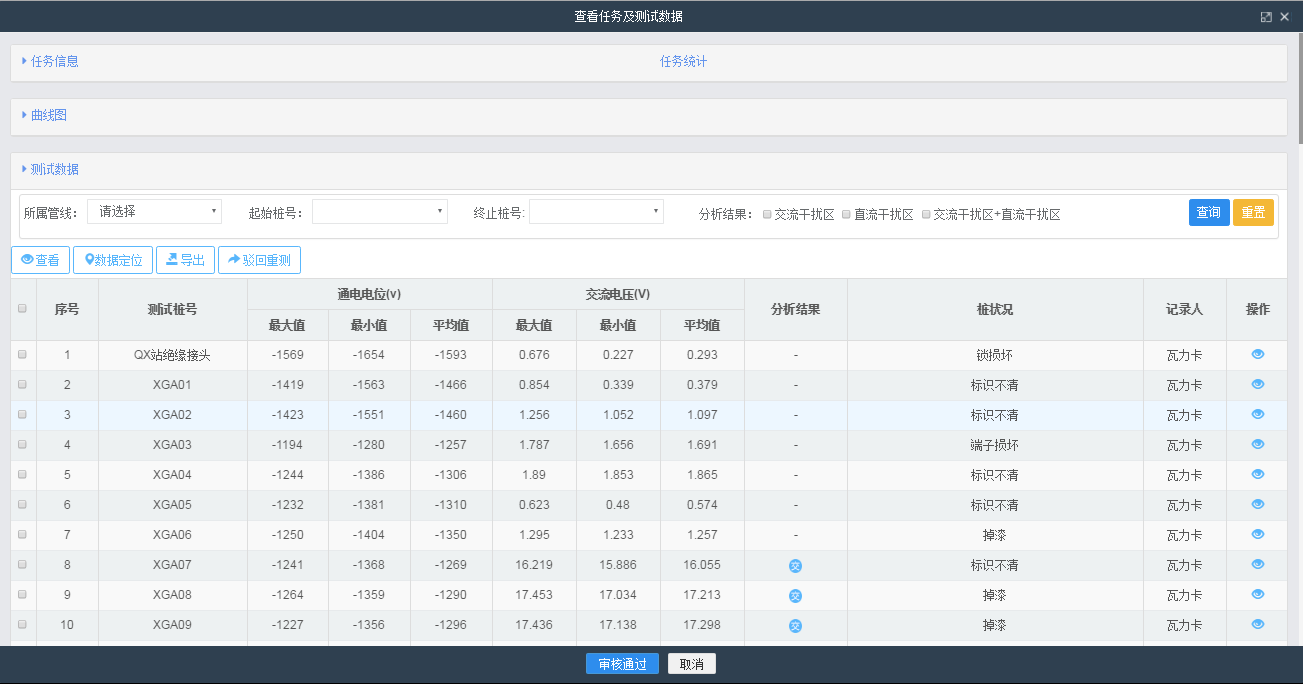 查看任务及测试数据
任务信息 任务统计
曲线图
测试数据
所属管线： 请选择 起始桩号： 终止桩号: 分析结果： 交流干扰区 直流干扰区 交流干扰区+直流干扰区 查询 重置
查看 数据定位 导出 驳回重测
序号 测试桩号 通电电位(v) 交流电压(V) 分析结果 桩状况 记录人 操作
最大值 最小值 平均值 最大值 最小值 平均值
1 QX站绝缘接头 -1569 -1654 -1593 0.676 0.227 0.293 - 锁损坏 瓦力卡
2 XGA01 -1419 -1563 -1466 0.854 0.339 0.379 - 标识不清 瓦力卡
3 XGA02 -1423 -1551 -1460 1.256 1.052 1.097 - 标识不清 瓦力卡
4 XGA03 -1194 -1280 -1257 1.787 1.656 1.691 - 端子损坏 瓦力卡
5 XGA04 -1244 -1386 -1306 1.89 1.853 1.865 - 标识不清 瓦力卡
6 XGA05 -1232 -1381 -1310 0.623 0.48 0.574 - 标识不清 瓦力卡
7 XGA06 -1250 -1404 -1350 1.295 1.233 1.257 - 掉漆 瓦力卡
8 XGA07 -1241 -1368 -1269 16.219 15.886 16.055 交 标识不清 瓦力卡
9 XGA08 -1264 -1359 -1290 17.453 17.034 17.213 交 掉漆 瓦力卡
10 XGA09 -1227 -1356 -1296 17.436 17.138 17.298 交 掉漆 瓦力卡
审核通过 取消